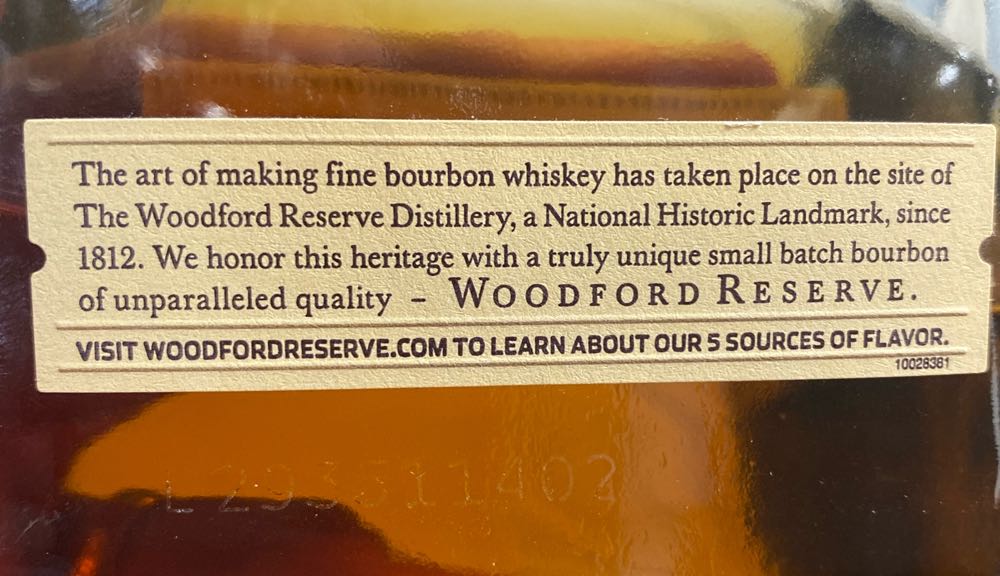 The art of making fine bourbon whiskey has taken place on the site of
The Woodford Reserve Distillery, a National Historic Landmark, since
1812. We honor this heritage with a truly unique small batch bourbon
of unparalleled quality – WOODFORD RESERVE.
VISIT WOODFORDRESERVE.COM TO LEARN ABOUT OUR 5 SOURCES OF FLAVOR.
10028381